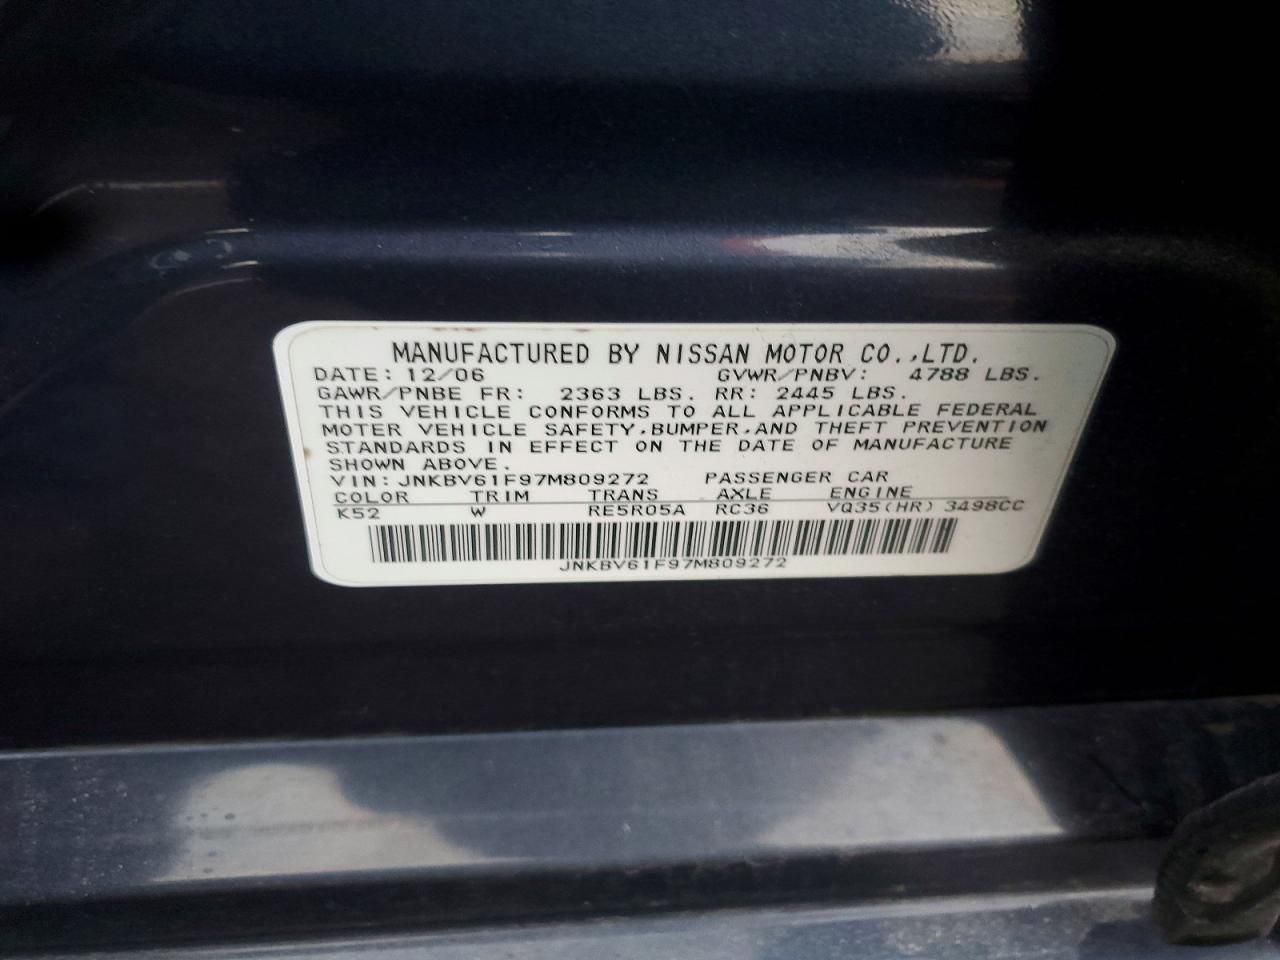 MANUFACTURED BY NISSAN MOTOR CO.,LTD.
DATE: 12/06 GVWR/PNBV: 4788 LBS.
GAWR/PNBE FR: 2363 LBS. RR: 2445 LBS.
THIS VEHICLE CONFORMS TO ALL APPLICABLE FEDERAL
MOTER VEHICLE SAFETY,BUMPER,AND THEFT PREVENTION
STANDARDS IN EFFECT ON THE DATE OF MANUFACTURE
SHOWN ABOVE.
VIN: JNKBV61F97M809272 PASSENGER CAR
COLOR TRIM TRANS AXLE ENGINE
K52 W RE5R05A RC36 VQ35(HR) 3498CC
JNKBV61F97M809272